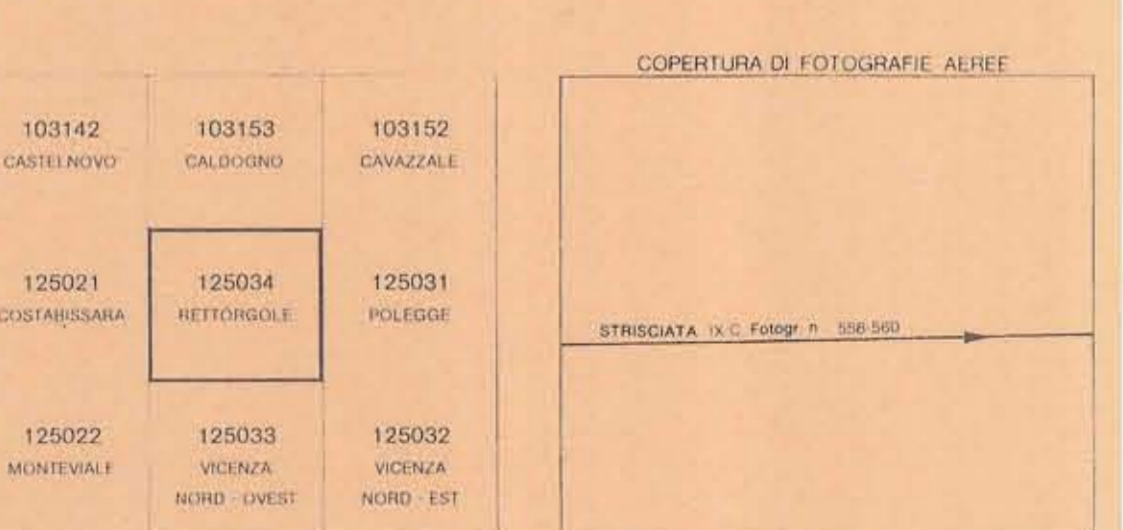 COPERTURA DI FOTOGRAFIE AEREE
103142
CASTELNOVO
103153
CALDOGNO
103152
CAVAZZALE
125021
COSTABISSARA
125034
RETTORGOLE
125031
POLEGGE
STRISCIATA IX C Fotogr. n. 558-560
125022
MONTEVIALE
125033
VICENZA
NORD - OVEST
125032
VICENZA
NORD - EST